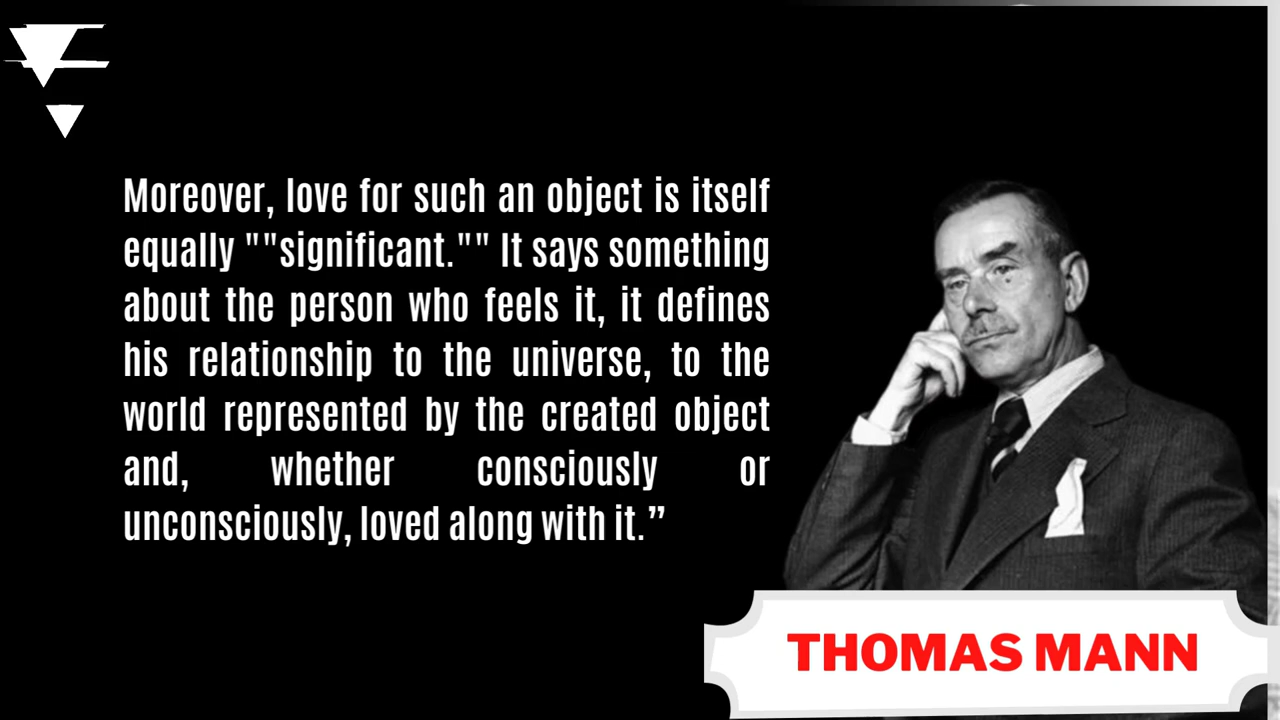 Moreover, love for such an object is itself
equally ""significant."" It says something
about the person who feels it, it defines
his relationship to the universe, to the
world represented by the created object
and, whether consciously or
unconsciously, loved along with it.”
THOMAS MANN